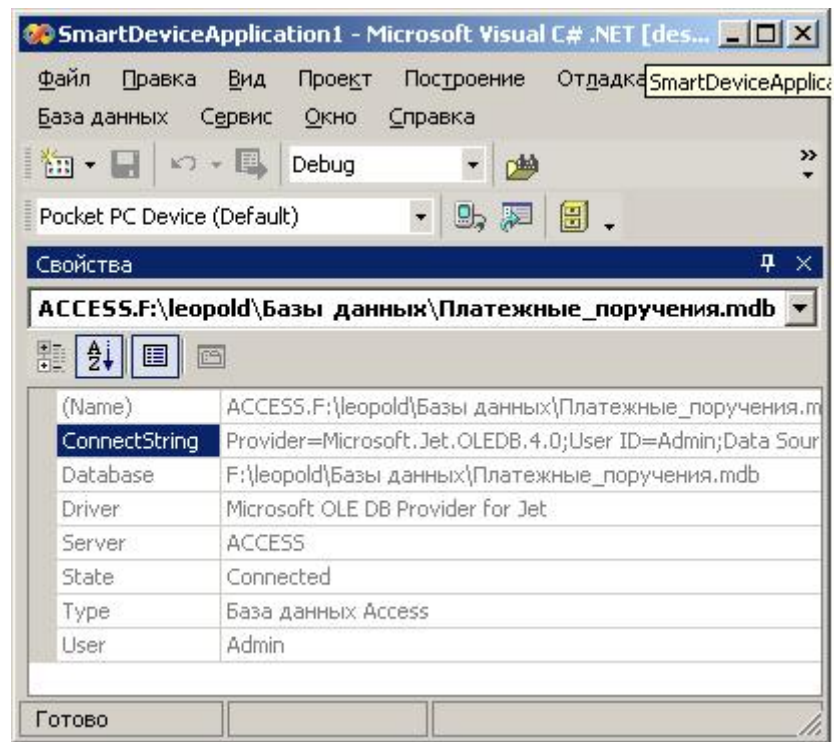 SmartDeviceApplication1 - Microsoft Visual C# .NET [des...
Файл Правка Вид Проект Построение Отладка SmartDeviceApplica
База данных Сервис Окно Справка
Debug
Pocket PC Device (Default)
Свойства
ACCESS.F:\leopold\Базы данных\Платежные_поручения.mdb
(Name) ACCESS.F:\leopold\Базы данных\Платежные_поручения.m
ConnectString Provider=Microsoft.Jet.OLEDB.4.0;User ID=Admin;Data Sour
Database F:\leopold\Базы данных\Платежные_поручения.mdb
Driver Microsoft OLE DB Provider for Jet
Server ACCESS
State Connected
Type База данных Access
User Admin
Готово